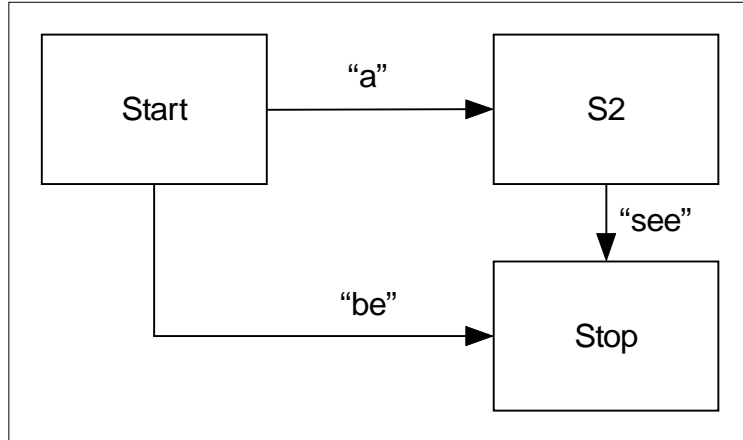 Start
“a”
S2
“see”
“be”
Stop